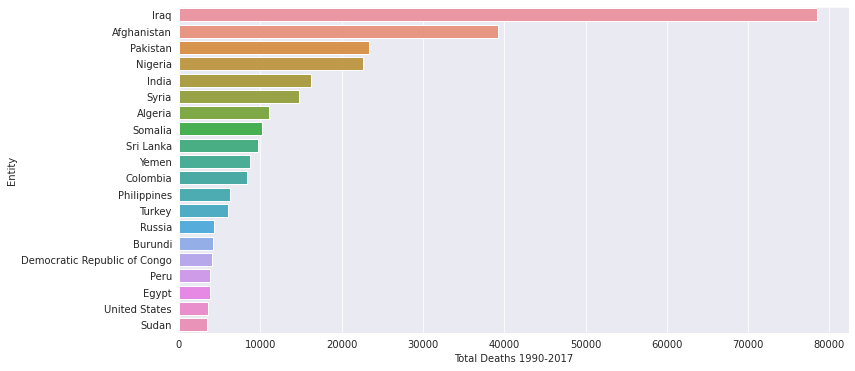 Iraq
Afghanistan
Pakistan
Nigeria
India
Syria
Algeria
Somalia
Sri Lanka
Yemen
Colombia
Philippines
Turkey
Russia
Burundi
Democratic Republic of Congo
Peru
Egypt
United States
Sudan
Entity
0 10000 20000 30000 40000 50000 60000 70000 80000
Total Deaths 1990-2017